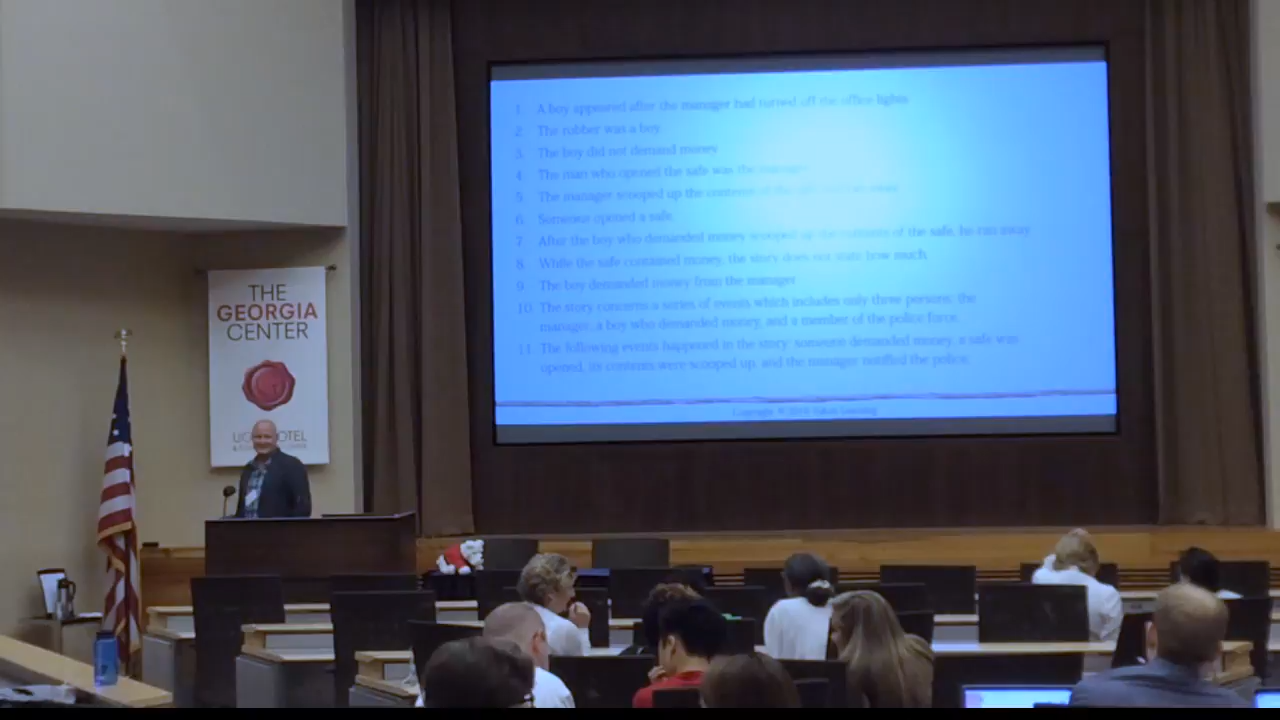 THE
GEORGIA
CENTER
1. A boy appeared after the manager had turned off the office lights
2. The robber was a boy
3. The boy did not demand money
4. The man who opened the safe was the manager
5. The manager scooped up the contents of the safe
6. Someone opened a safe.
7. After the boy who demanded money scooped up the contents of the safe, he ran away
8. While the safe contained money, the story does not state how much
9. The boy demanded money from the manager
10. The story concerns a series of events which includes only three persons: the
manager, a boy who demanded money, and a member of the police force.
11. The following events happened in the story: someone demanded money, a safe was
opened, its contents were scooped up, and the manager notified the police.
Copyright ©